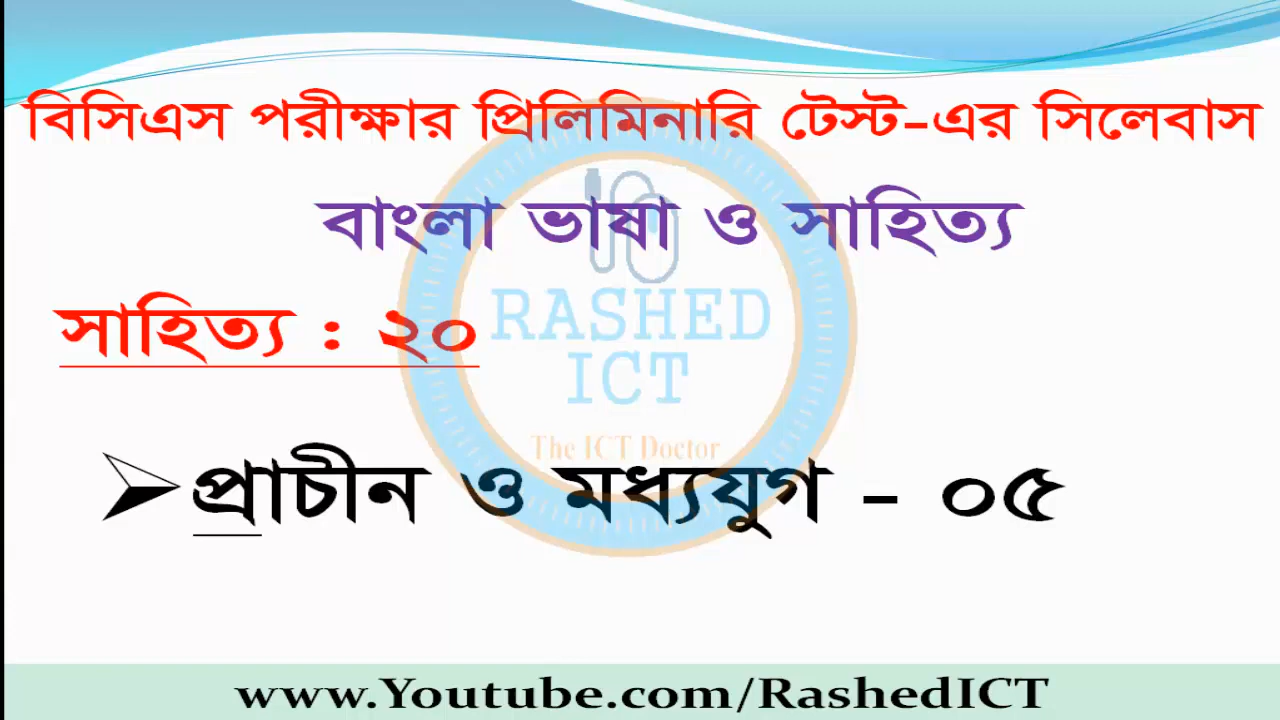 বিসিএস পরীক্ষার প্রিলিমিনারি টেস্ট-এর সিলেবাস
বাংলা ভাষা ও সাহিত্য
সাহিত্য : ২০
RASHED
ICT
The ICT Doctor
প্রাচীন ও মধ্যযুগ - ০৫
www.Youtube.com/RashedICT